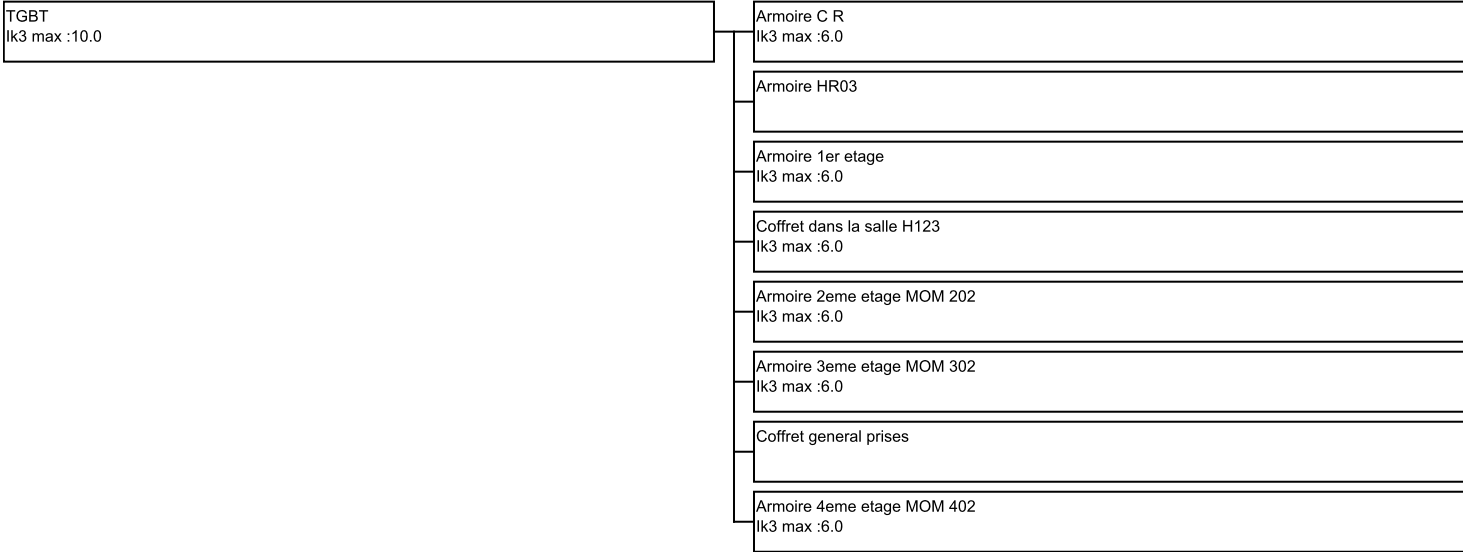 TGBT
Ik3 max :10.0
Armoire C R
Ik3 max :6.0
Armoire HR03
Armoire 1er etage
Ik3 max :6.0
Coffret dans la salle H123
Ik3 max :6.0
Armoire 2eme etage MOM 202
Ik3 max :6.0
Armoire 3eme etage MOM 302
Ik3 max :6.0
Coffret general prises
Armoire 4eme etage MOM 402
Ik3 max :6.0